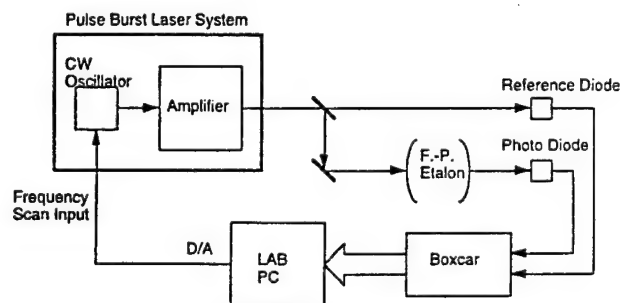 Pulse Burst Laser System
CW
Oscillator
Amplifier
Reference Diode
Photo Diode
F.-P.
Etalon
Frequency
Scan Input
D/A
LAB
PC
Boxcar